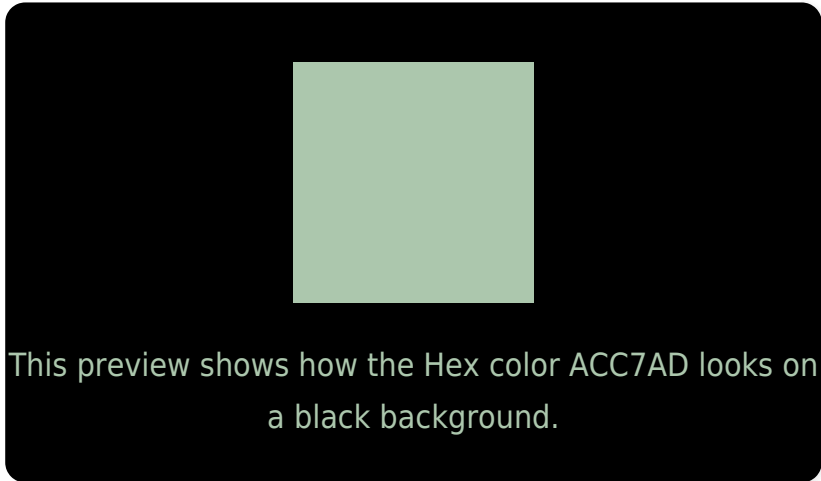 This preview shows how the Hex color ACC7AD looks on
a black background.